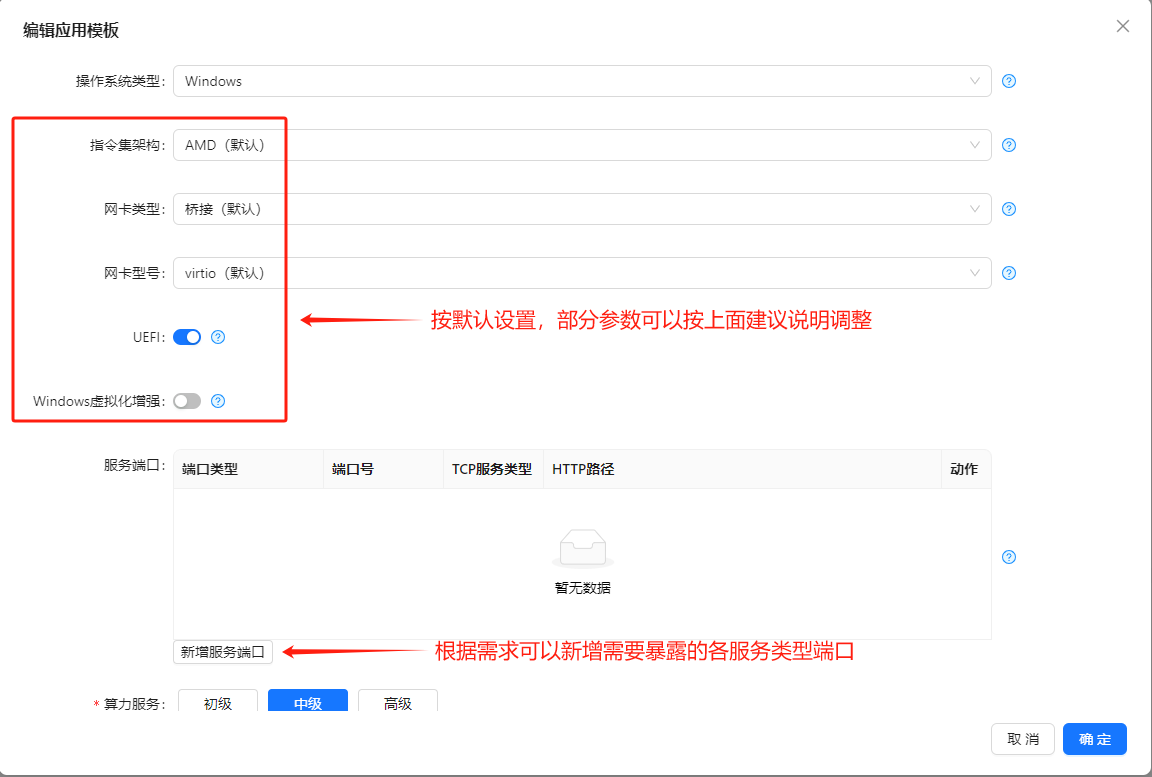 编辑应用模板
操作系统类型: Windows
指令集架构: AMD（默认）
网卡类型: 桥接（默认）
网卡型号: virtio（默认）
按默认设置，部分参数可以按上面建议说明调整
UEFI:
Windows虚拟化增强:
服务端口: 端口类型 端口号 TCP服务类型 HTTP路径 动作
暂无数据
新增服务端口 根据需求可以新增需要暴露的各服务类型端口
* 算力服务: 初级 中级 高级
取 消 确 定